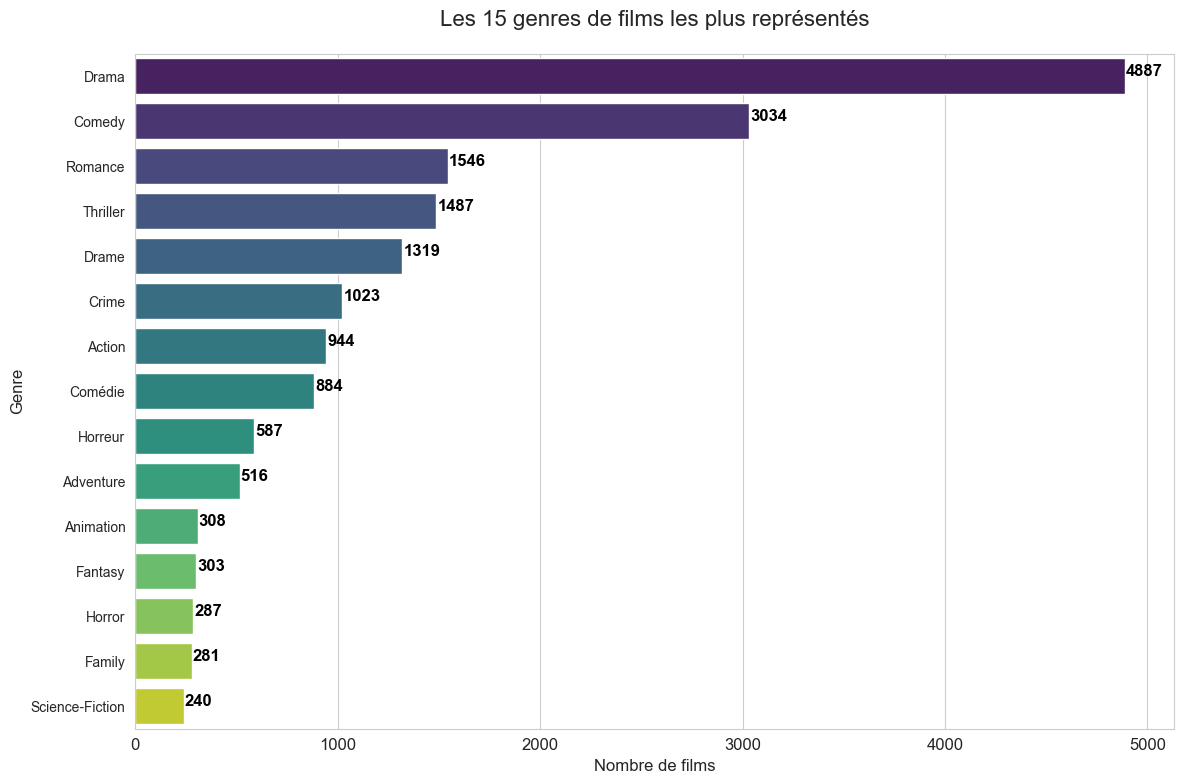 Les 15 genres de films les plus représentés
Genre
Drama 4887
Comedy 3034
Romance 1546
Thriller 1487
Drame 1319
Crime 1023
Action 944
Comédie 884
Horreur 587
Adventure 516
Animation 308
Fantasy 303
Horror 287
Family 281
Science-Fiction 240
0 1000 2000 3000 4000 5000
Nombre de films